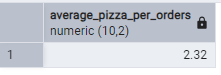 average_pizza_per_orders
numeric (10,2)
1 2.32